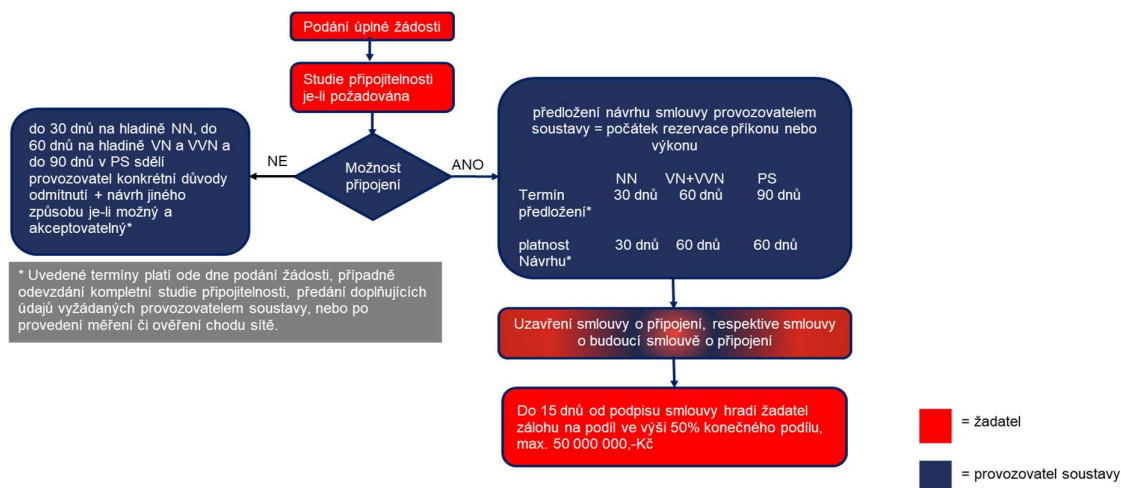 Podání úplné žádosti
Studie připojitelnosti
je-li požadována
do 30 dnů na hladině NN, do
60 dnů na hladině VN a VVN a
do 90 dnů v PS sdělí
provozovatel konkrétní důvody
odmítnutí + návrh jiného
způsobu je-li možný a
akceptovatelný*
NE
Možnost
připojení
ANO
předložení návrhu smlouvy provozovatelem
soustavy = počátek rezervace příkonu nebo
výkonu
NN VN+VVN PS
Termín 30 dnů 60 dnů 90 dnů
předložení*
platnost 30 dnů 60 dnů 60 dnů
Návrhu*
* Uvedené termíny platí ode dne podání žádosti, případně
odevzdání kompletní studie připojitelnosti, předání doplňujících
údajů vyžádaných provozovatelem soustavy, nebo po
provedení měření či ověření chodu sítě.
Uzavření smlouvy o připojení, respektive smlouvy
o budoucí smlouvě o připojení
Do 15 dnů od podpisu smlouvy hradí žadatel
zálohu na podíl ve výši 50% konečného podílu,
max. 50 000 000,-Kč
= žadatel
= provozovatel soustavy